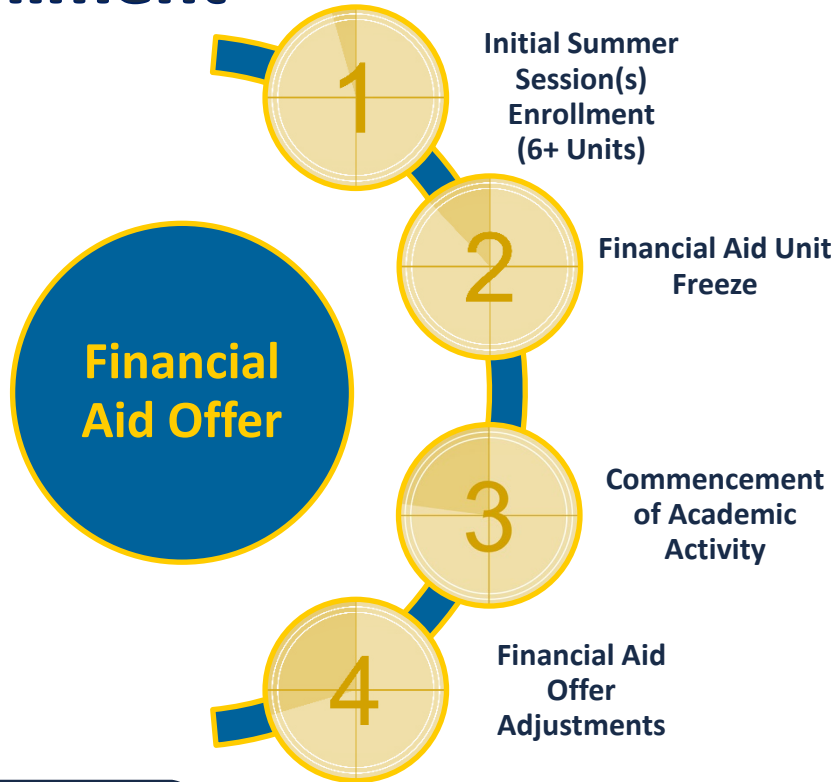 1
Initial Summer
Session(s)
Enrollment
(6+ Units)
2
Financial Aid Unit
Freeze
Financial
Aid Offer
3
Commencement
of Academic
Activity
4
Financial Aid
Offer
Adjustments